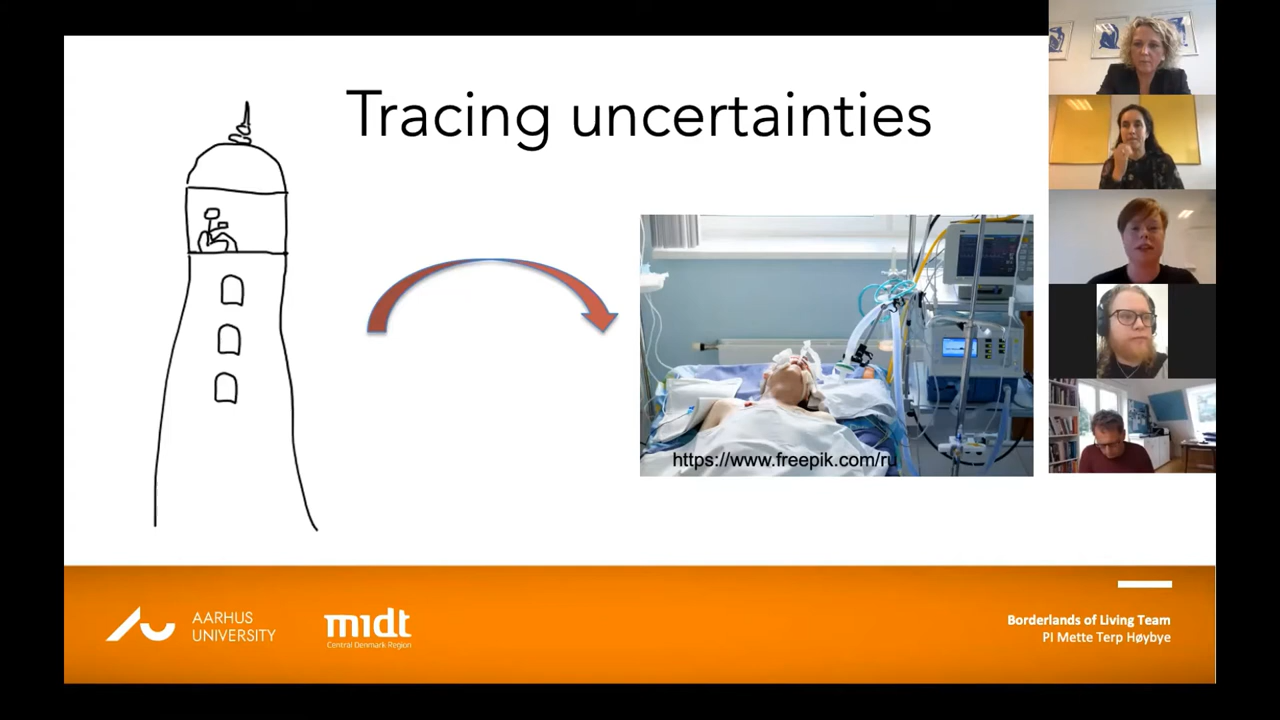 Tracing uncertainties
https://www.freepik.com/ru
AARHUS
UNIVERSITY
midt
Central Denmark Region
Borderlands of Living Team
PI Mette Terp Høybye